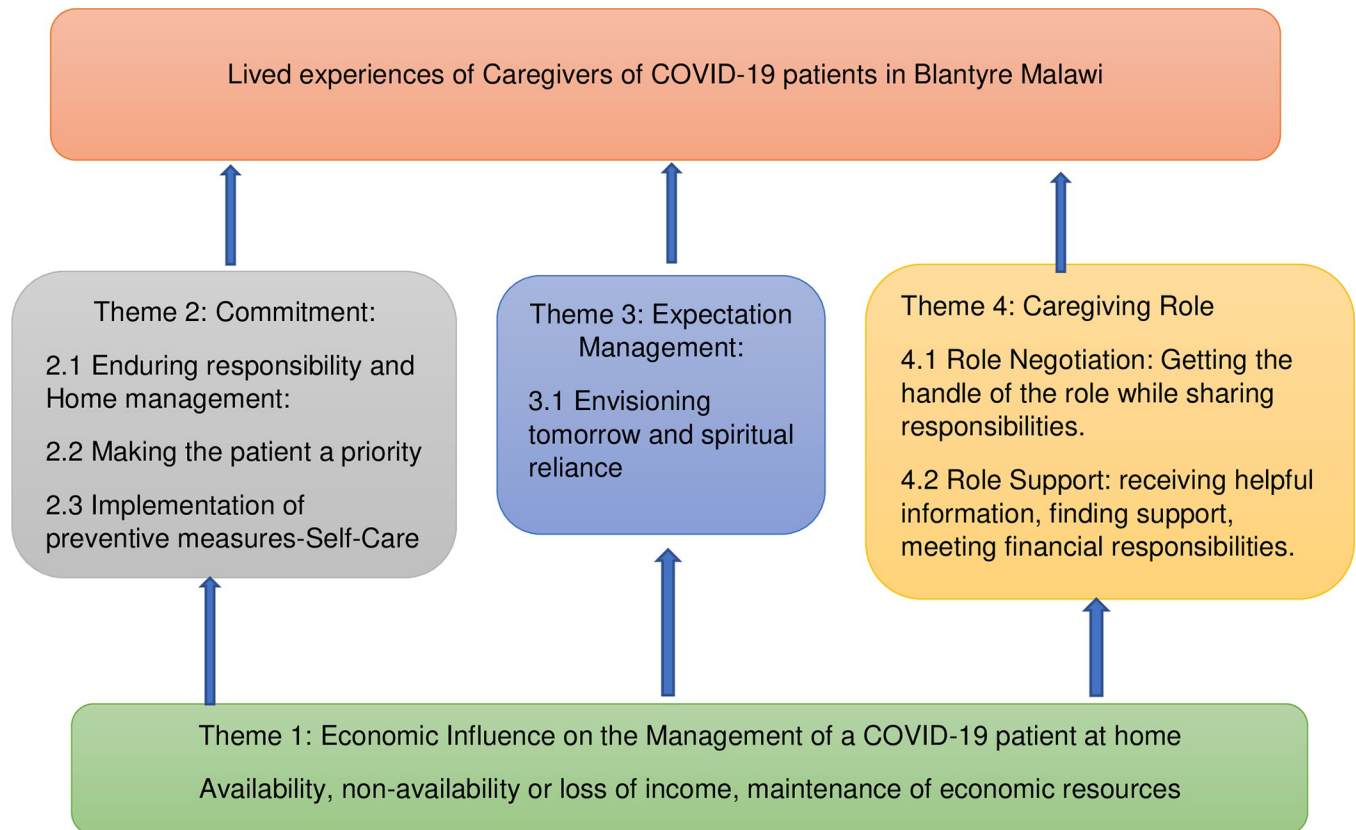 Lived experiences of Caregivers of COVID-19 patients in Blantyre Malawi
Theme 2: Commitment:
2.1 Enduring responsibility and
Home management:
2.2 Making the patient a priority
2.3 Implementation of
preventive measures-Self-Care
Theme 3: Expectation
Management:
3.1 Envisioning
tomorrow and spiritual
reliance
Theme 4: Caregiving Role
4.1 Role Negotiation: Getting the
handle of the role while sharing
responsibilities.
4.2 Role Support: receiving helpful
information, finding support,
meeting financial responsibilities.
Theme 1: Economic Influence on the Management of a COVID-19 patient at home
Availability, non-availability or loss of income, maintenance of economic resources